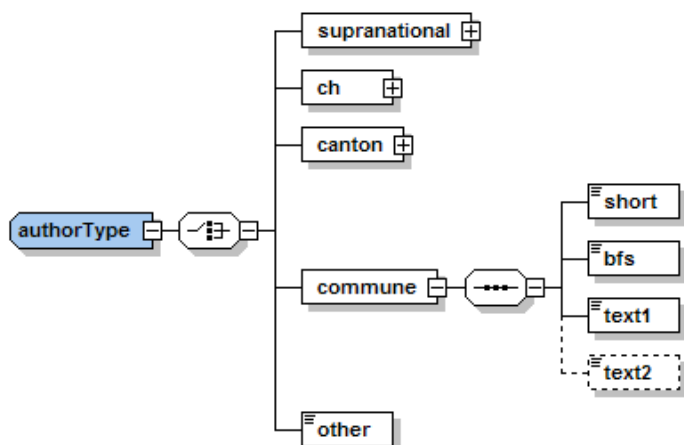 supranational
ch
canton
authorType
commune
short
bfs
text1
text2
other